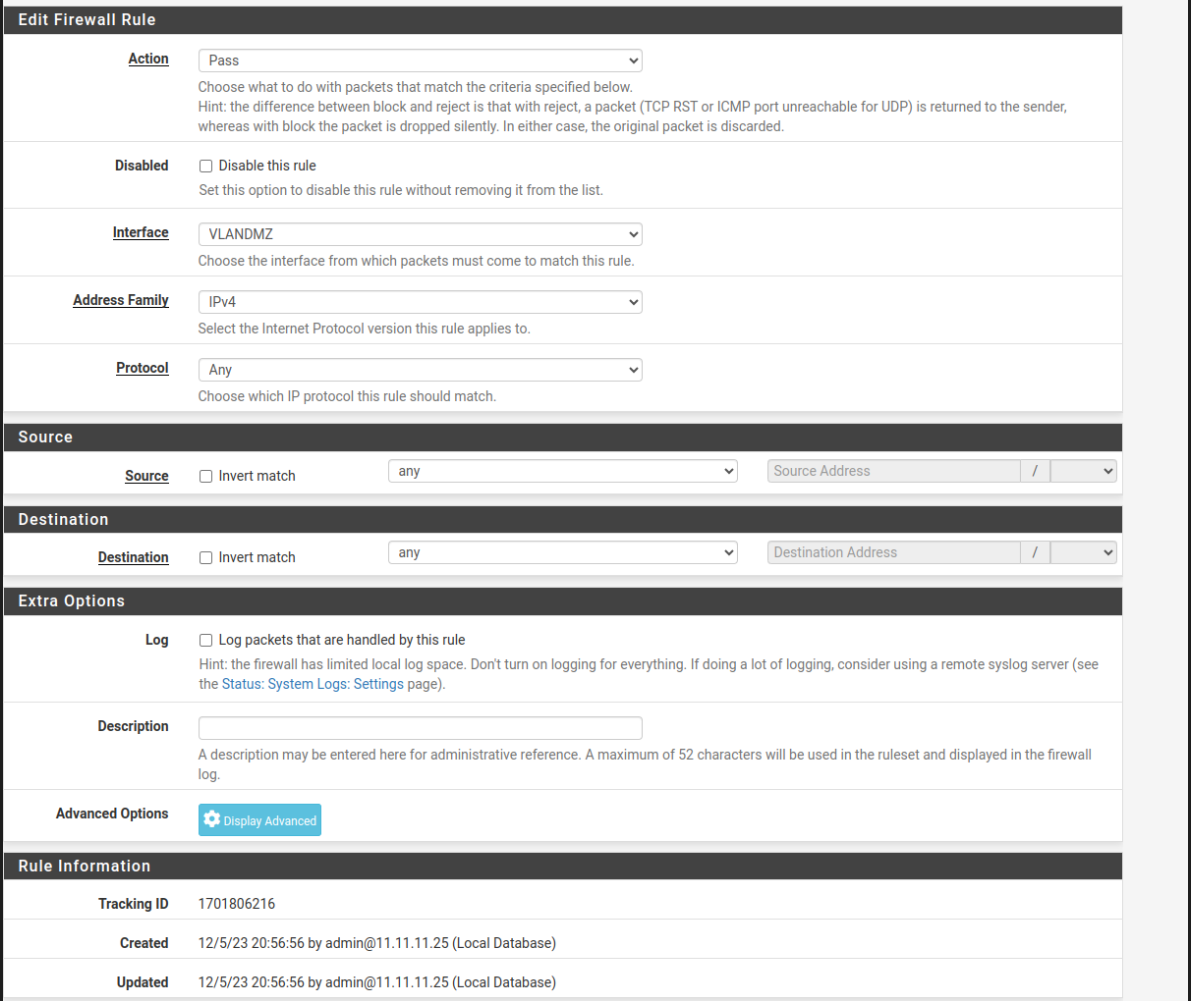 Edit Firewall Rule
Action
Pass
Choose what to do with packets that match the criteria specified below.
Hint: the difference between block and reject is that with reject, a packet (TCP RST or ICMP port unreachable for UDP) is returned to the sender,
whereas with block the packet is dropped silently. In either case, the original packet is discarded.
Disabled
Disable this rule
Set this option to disable this rule without removing it from the list.
Interface
VLANDMZ
Choose the interface from which packets must come to match this rule.
Address Family
IPv4
Select the Internet Protocol version this rule applies to.
Protocol
Any
Choose which IP protocol this rule should match.
Source
Source
Invert match
any
Source Address
/
Destination
Destination
Invert match
any
Destination Address
/
Extra Options
Log
Log packets that are handled by this rule
Hint: the firewall has limited local log space. Don't turn on logging for everything. If doing a lot of logging, consider using a remote syslog server (see
the Status: System Logs: Settings page).
Description
A description may be entered here for administrative reference. A maximum of 52 characters will be used in the ruleset and displayed in the firewall
log.
Advanced Options
Display Advanced
Rule Information
Tracking ID
1701806216
Created
12/5/23 20:56:56 by admin@11.11.11.25 (Local Database)
Updated
12/5/23 20:56:56 by admin@11.11.11.25 (Local Database)